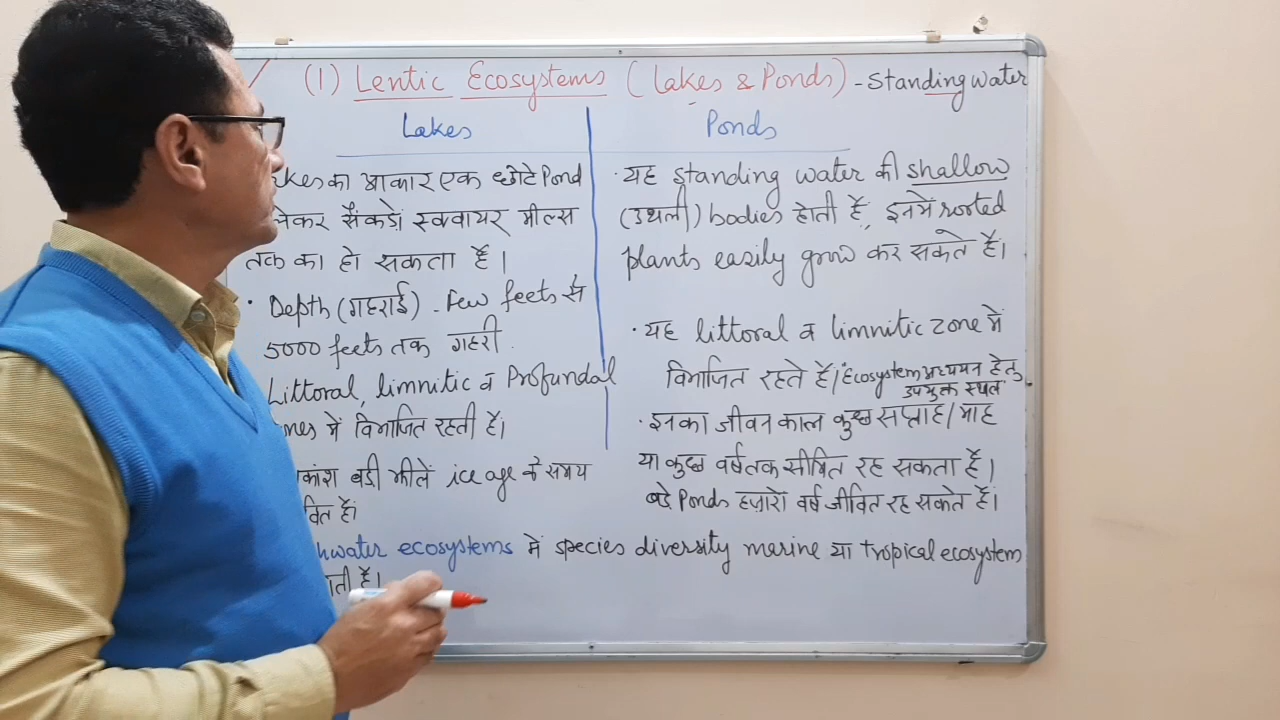 (1) Lentic Ecosystems (Lakes & Ponds) - Standing water
Lakes
का आकार एक छोटे Pond
लेकर सैंकडों स्क्वायर मील्स
तक का हो सकता है।
· Depth (गहराई) - Few feets से
5000 feets तक गहरी.
Littoral, limnitic व Profundal
में विभाजित रहती है।
बडी झीलें ice age के समय
हैं।
Ponds
· यह standing water की shallow
(उथली) bodies होती हैं, इनमें rooted
plants easily grow कर सकते हैं।
· यह littoral व limnitic zone में
विभाजित रहते हैं/Ecosystem अध्ययन हेतु
उपयुक्त स्थल
· इनका जीवन काल कुछ सप्ताह/माह
या कुछ वर्ष तक सीमित रह सकता है।
बडे Ponds हज़ारो वर्ष जीवित रह सकते हैं।
ecosystems में species diversity marine या tropical ecosystem
है।